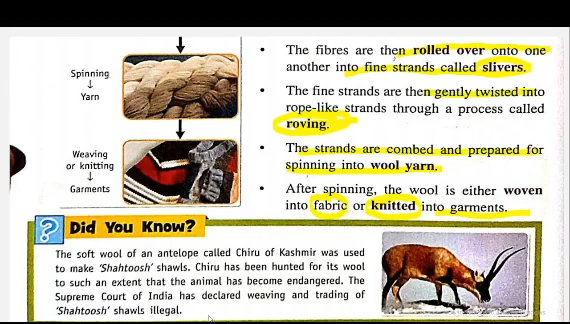 Spinning
↓
Yarn
Weaving
or knitting
↓
Garments
• The fibres are then rolled over onto one
another into fine strands called slivers.
• The fine strands are then gently twisted into
rope-like strands through a process called
roving.
• The strands are combed and prepared for
spinning into wool yarn.
• After spinning, the wool is either woven
into fabric or knitted into garments.
? Did You Know?
The soft wool of an antelope called Chiru of Kashmir was used
to make 'Shahtoosh' shawls. Chiru has been hunted for its wool
to such an extent that the animal has become endangered. The
Supreme Court of India has declared weaving and trading of
'Shahtoosh' shawls illegal.